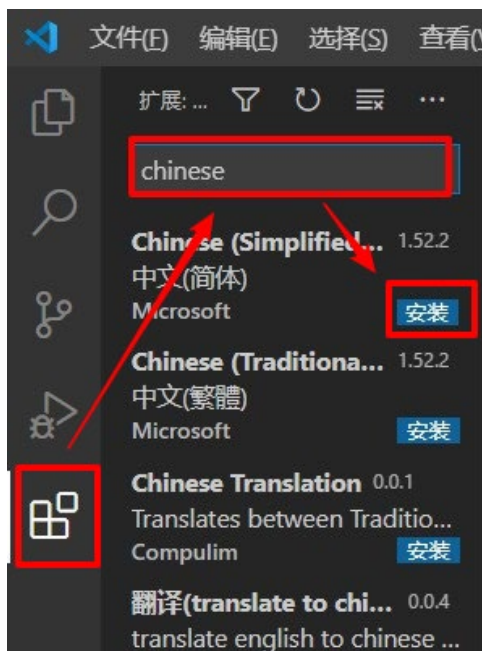 文件(F) 编辑(E) 选择(S) 查看(V
扩展: ...
chinese
Chinese (Simplified... 1.52.2
中文(简体)
Microsoft 安装
Chinese (Traditiona... 1.52.2
中文(繁體)
Microsoft 安装
Chinese Translation 0.0.1
Translates between Traditio...
Compulim 安装
翻译(translate to chi... 0.0.4
translate english to chinese ...